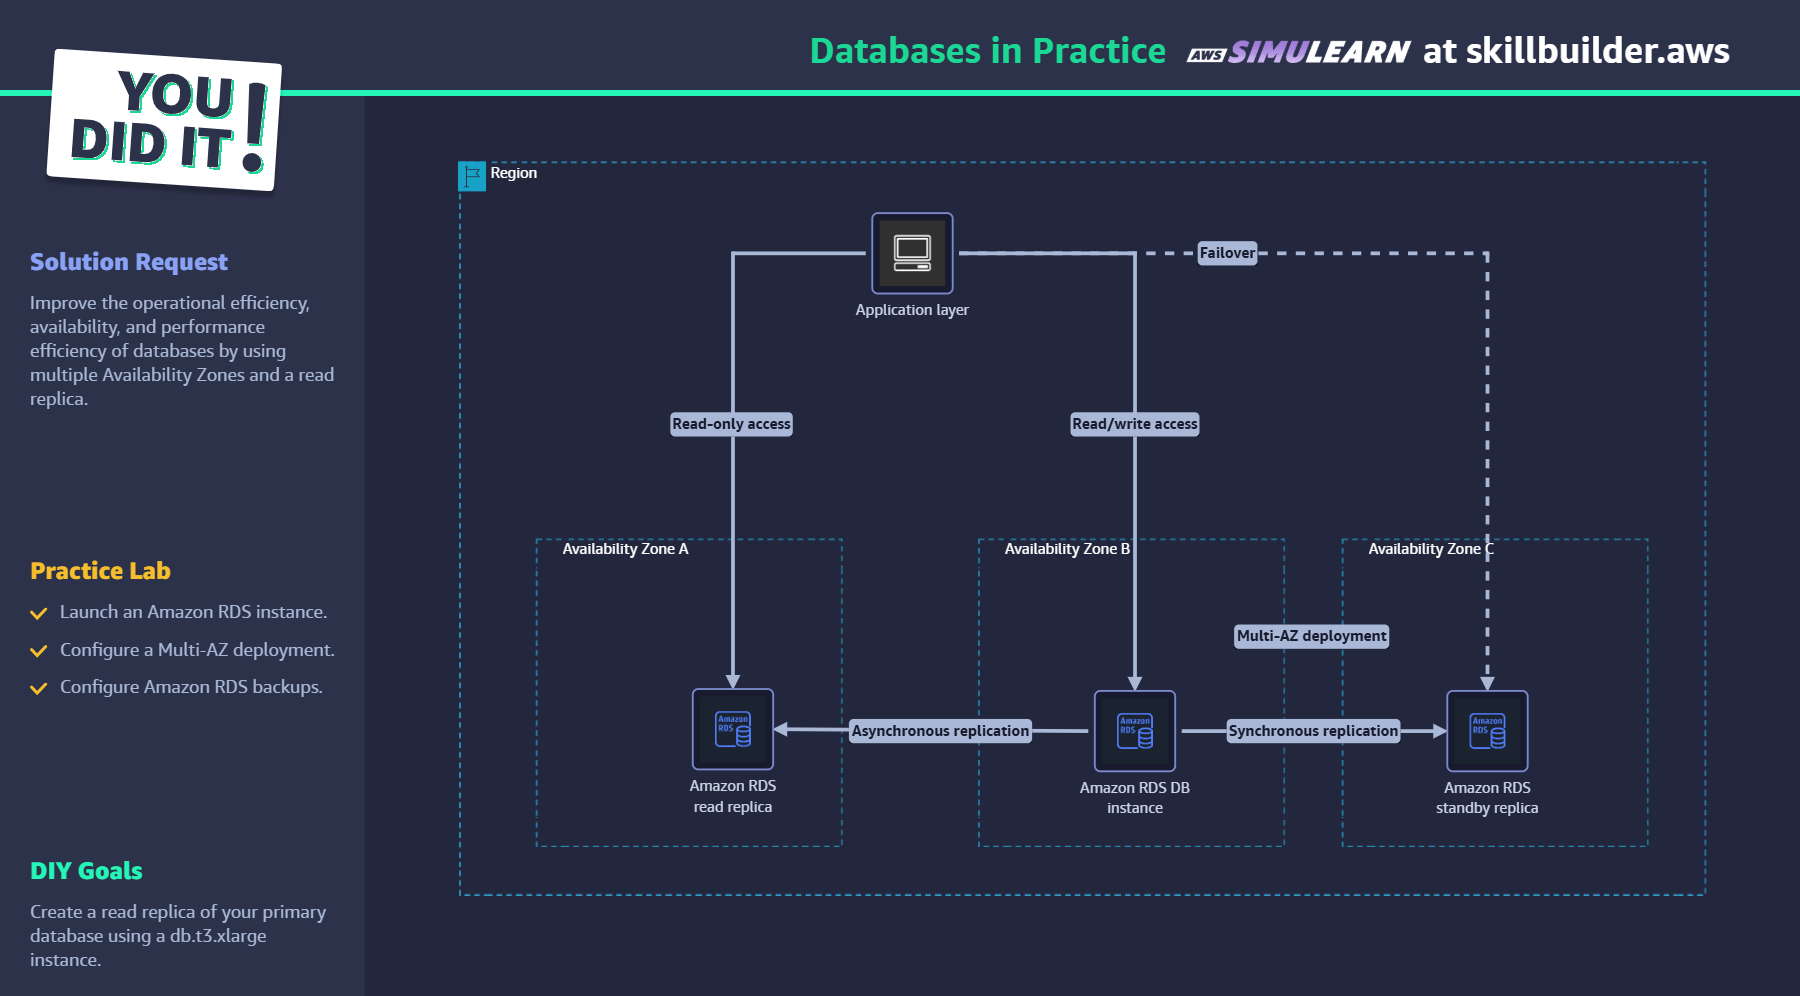 Databases in Practice aws SIMULEARN at skillbuilder.aws
YOU
DID IT!
Solution Request
Improve the operational efficiency,
availability, and performance
efficiency of databases by using
multiple Availability Zones and a read
replica.
Practice Lab
Launch an Amazon RDS instance.
Configure a Multi-AZ deployment.
Configure Amazon RDS backups.
DIY Goals
Create a read replica of your primary
database using a db.t3.xlarge
instance.
Region
Application layer
Failover
Read-only access
Read/write access
Availability Zone A
Availability Zone B
Availability Zone C
Multi-AZ deployment
Amazon
RDS
Asynchronous replication
Amazon
RDS
Synchronous replication
Amazon
RDS
Amazon RDS
read replica
Amazon RDS DB
instance
Amazon RDS
standby replica